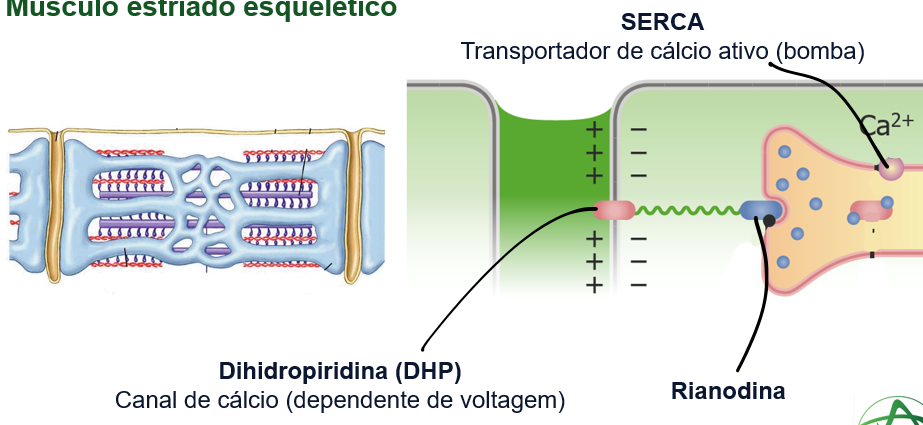 Músculo estriado esquelético
SERCA
Transportador de cálcio ativo (bomba)
Ca2+
+ −
+ −
+ −
+ −
+ −
+ −
Dihidropiridina (DHP)
Canal de cálcio (dependente de voltagem)
Rianodina